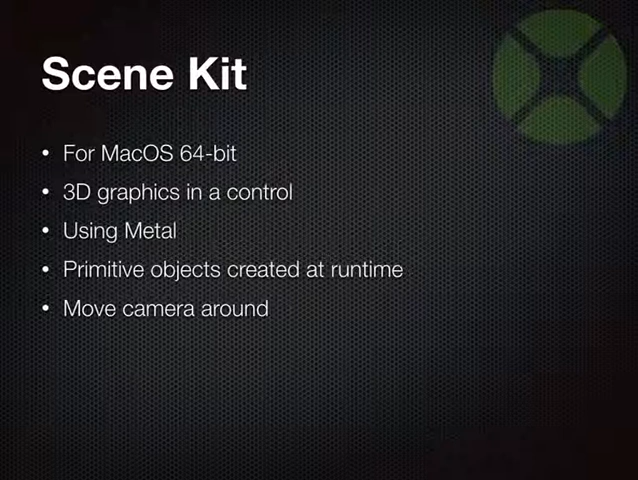 Scene Kit
• For MacOS 64-bit
• 3D graphics in a control
• Using Metal
• Primitive objects created at runtime
• Move camera around